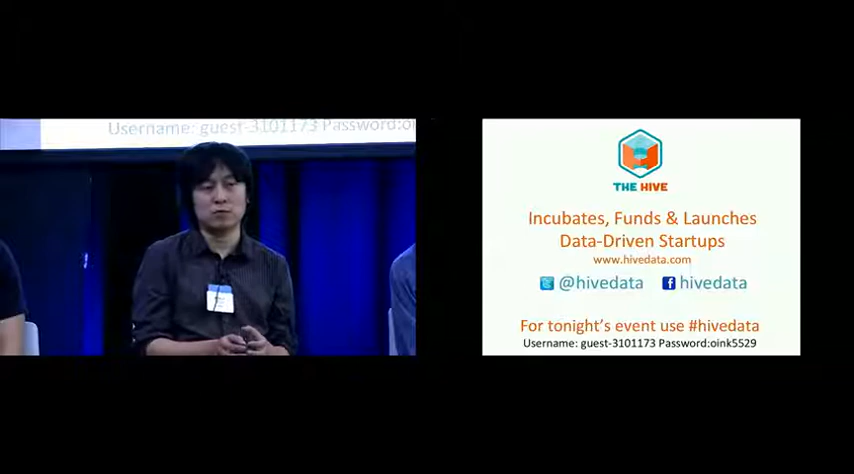 Username: guest-3101173 Password:oi
THE HIVE
Incubates, Funds & Launches
Data-Driven Startups
www.hivedata.com
@hivedata hivedata
For tonight's event use #hivedata
Username: guest-3101173 Password:oink5529